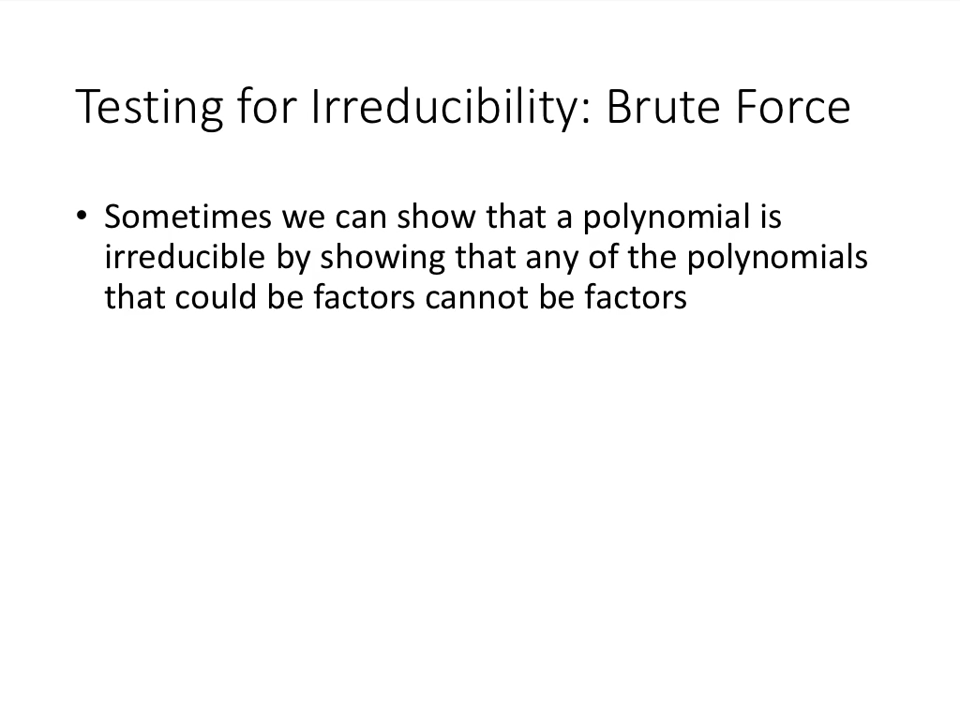 Testing for Irreducibility: Brute Force
• Sometimes we can show that a polynomial is
irreducible by showing that any of the polynomials
that could be factors cannot be factors